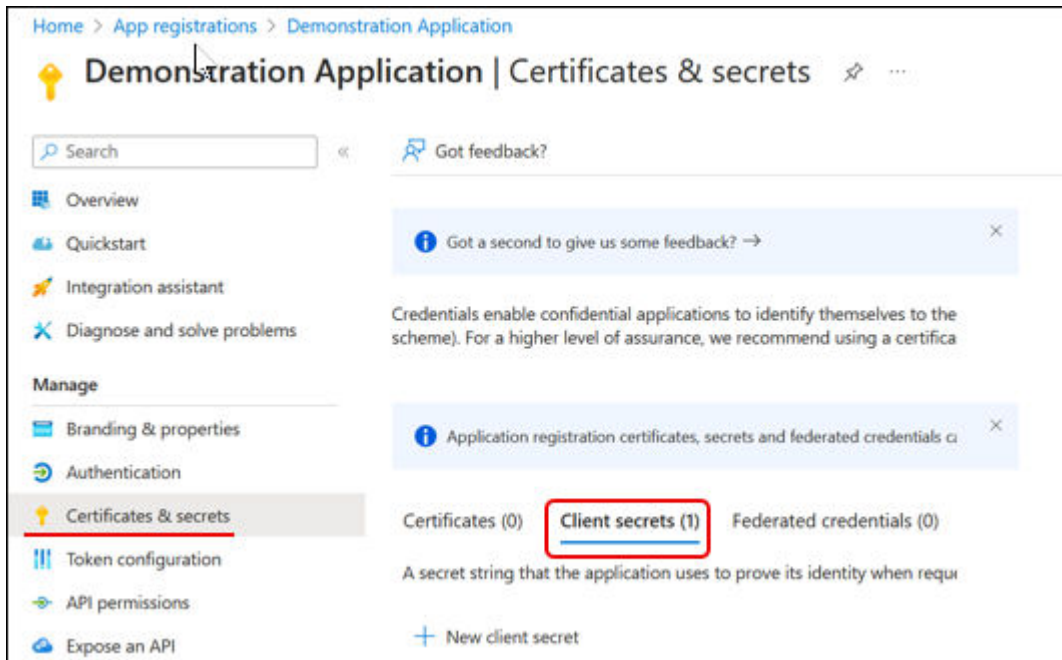 Home > App registrations > Demonstration Application
Demonstration Application | Certificates & secrets
Search
Got feedback?
Overview
Quickstart
Got a second to give us some feedback? →
Integration assistant
Diagnose and solve problems
Credentials enable confidential applications to identify themselves to the
scheme). For a higher level of assurance, we recommend using a certifica
Manage
Branding & properties
Application registration certificates, secrets and federated credentials ca
Authentication
Certificates & secrets
Certificates (0) Client secrets (1) Federated credentials (0)
Token configuration
A secret string that the application uses to prove its identity when reque
API permissions
New client secret
Expose an API